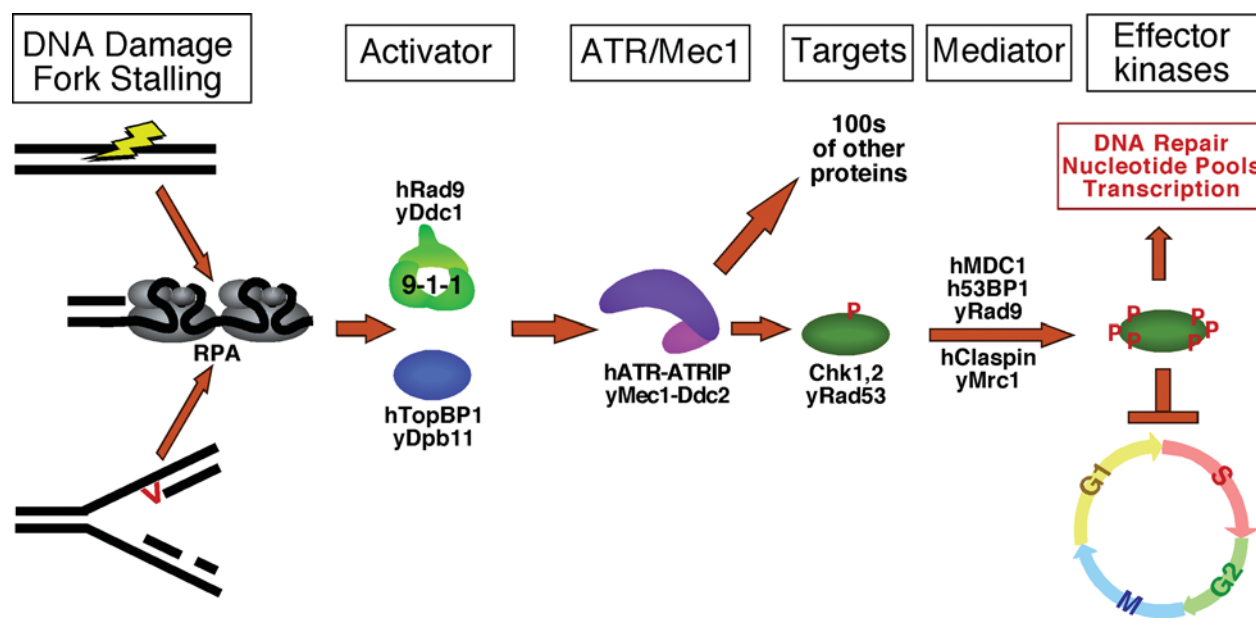 DNA Damage
Fork Stalling
Activator
ATR/Mec1
Targets
Mediator
Effector
kinases
RPA
hRad9
yDdc1
9-1-1
hTopBP1
yDpb11
hATR-ATRIP
yMec1-Ddc2
100s
of other
proteins
P
Chk1,2
yRad53
hMDC1
h53BP1
yRad9
hClaspin
yMrc1
DNA Repair
Nucleotide Pools
Transcription
P
P
P
P
P
P
G1
S
G2
M